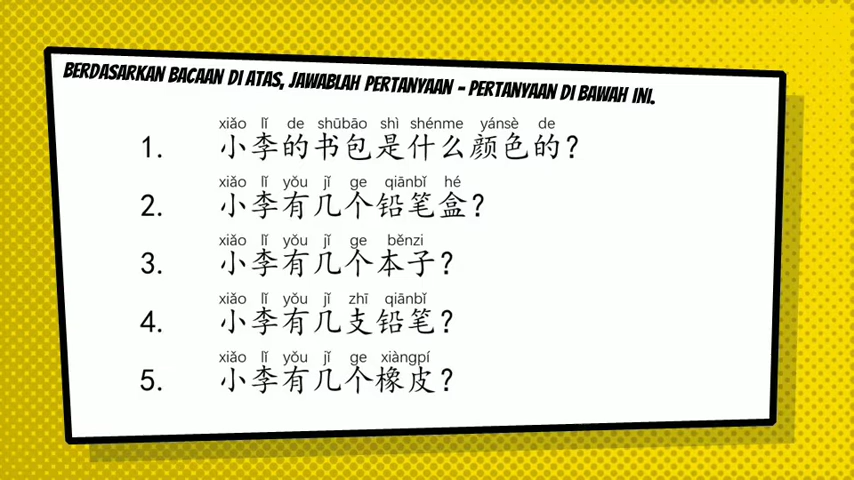 BERDASARKAN BACAAN DI ATAS, JAWABLAH PERTANYAAN - PERTANYAAN DI BAWAH INI.
xiǎo lǐ de shūbāo shì shénme yánsè de
1. 小李的书包是什么颜色的?
xiǎo lǐ yǒu jǐ ge qiānbǐ hé
2. 小李有几个铅笔盒?
xiǎo lǐ yǒu jǐ ge běnzi
3. 小李有几个本子?
xiǎo lǐ yǒu jǐ zhī qiānbǐ
4. 小李有几支铅笔?
xiǎo lǐ yǒu jǐ ge xiàngpí
5. 小李有几个橡皮?